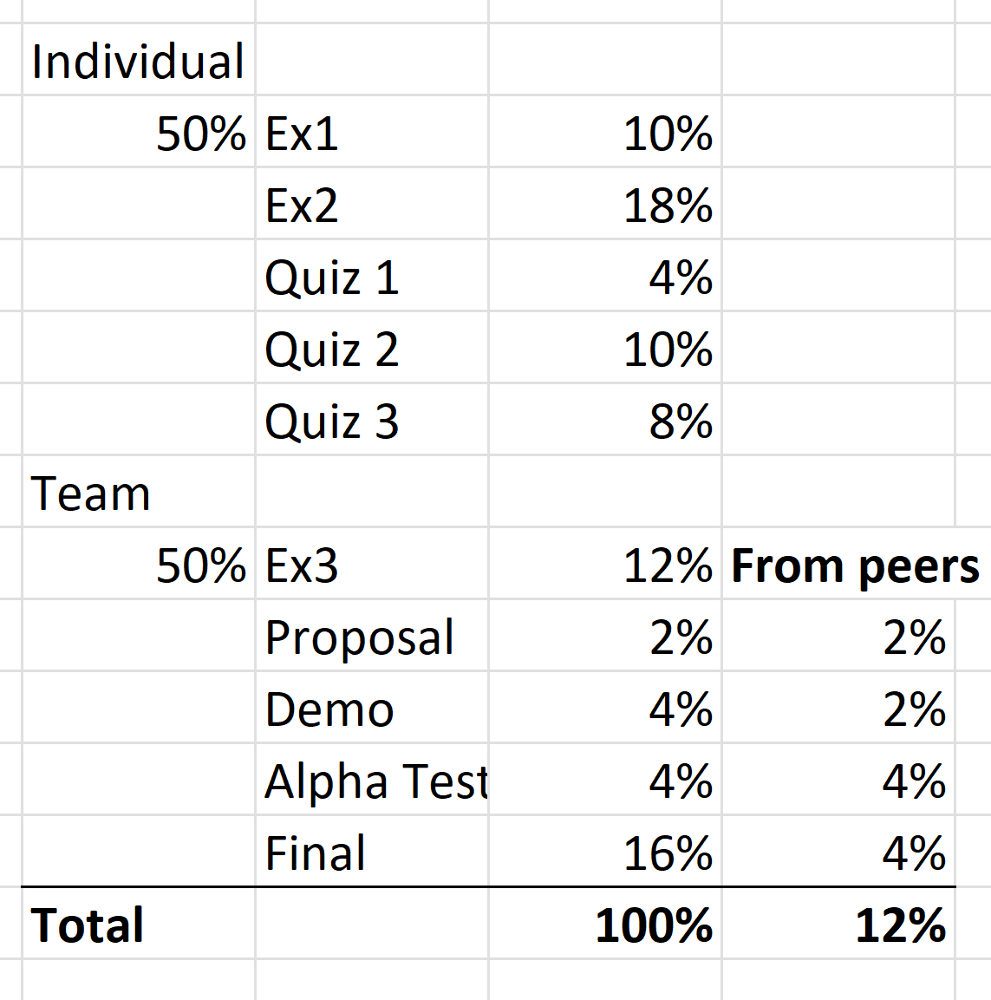 Individual
50% Ex1 10%
Ex2 18%
Quiz 1 4%
Quiz 2 10%
Quiz 3 8%
Team
50% Ex3 12% From peers
Proposal 2% 2%
Demo 4% 2%
Alpha Test 4% 4%
Final 16% 4%
Total 100% 12%